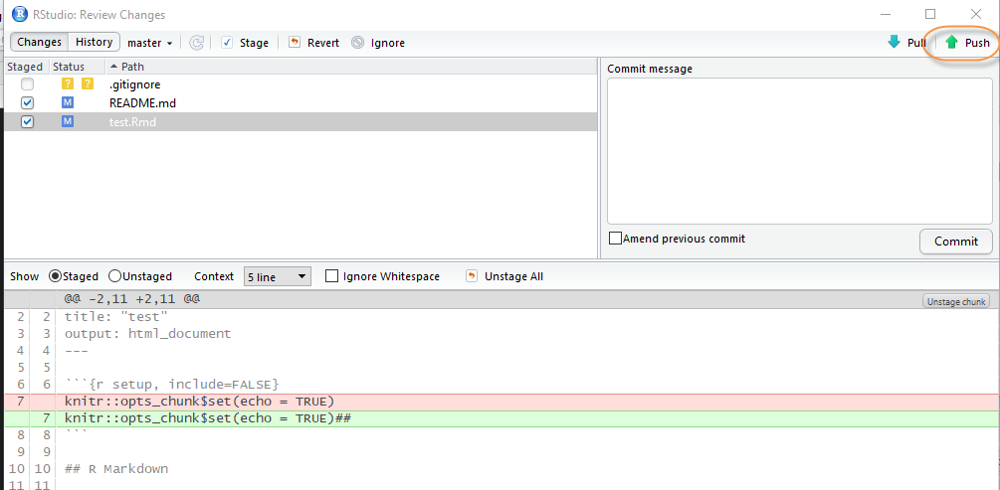 RStudio: Review Changes
Changes History master Stage Revert Ignore Pull Push
Staged Status Path
? ? .gitignore
M README.md
M test.Rmd
Commit message
Amend previous commit
Commit
Show Staged Unstaged Context 5 line Ignore Whitespace Unstage All
@@ -2,11 +2,11 @@ Unstage chunk
2 2 title: "test"
3 3 output: html_document
4 4 ---
5 5
6 6 ```{r setup, include=FALSE}
7 knitr::opts_chunk$set(echo = TRUE)
7 knitr::opts_chunk$set(echo = TRUE)##
8 8 ```
9 9
10 10 ## R Markdown
11 11